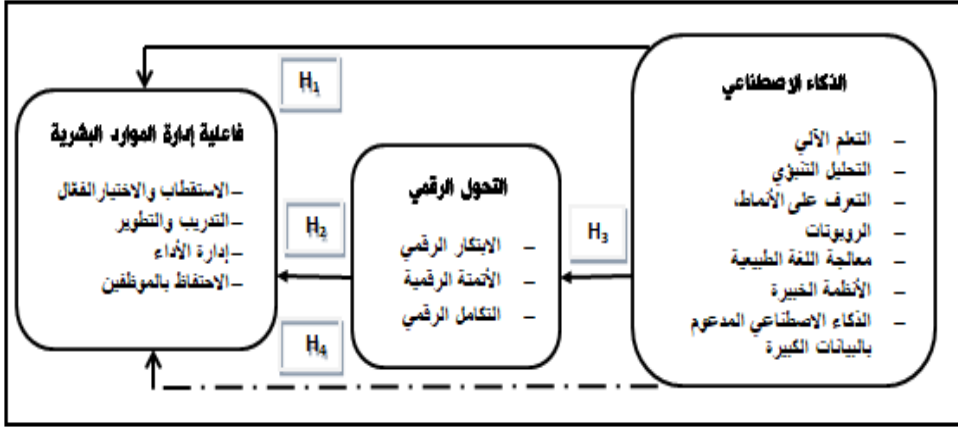 الذكاء الاصطناعي
– التعلم الآلي
– التحليل التنبؤي
– التعرف على الأنماط،
– الروبوتات
– معالجة اللغة الطبيعية
– الأنظمة الخبيرة
– الذكاء الاصطناعي المدعوم
بالبيانات الكبيرة
H3
التحول الرقمي
– الابتكار الرقمي
– الأتمتة الرقمية
– التكامل الرقمي
H1
H2
H4
فاعلية إدارة الموارد البشرية
– الاستقطاب والاختيار الفعّال
– التدريب والتطوير
– إدارة الأداء
– الاحتفاظ بالموظفين